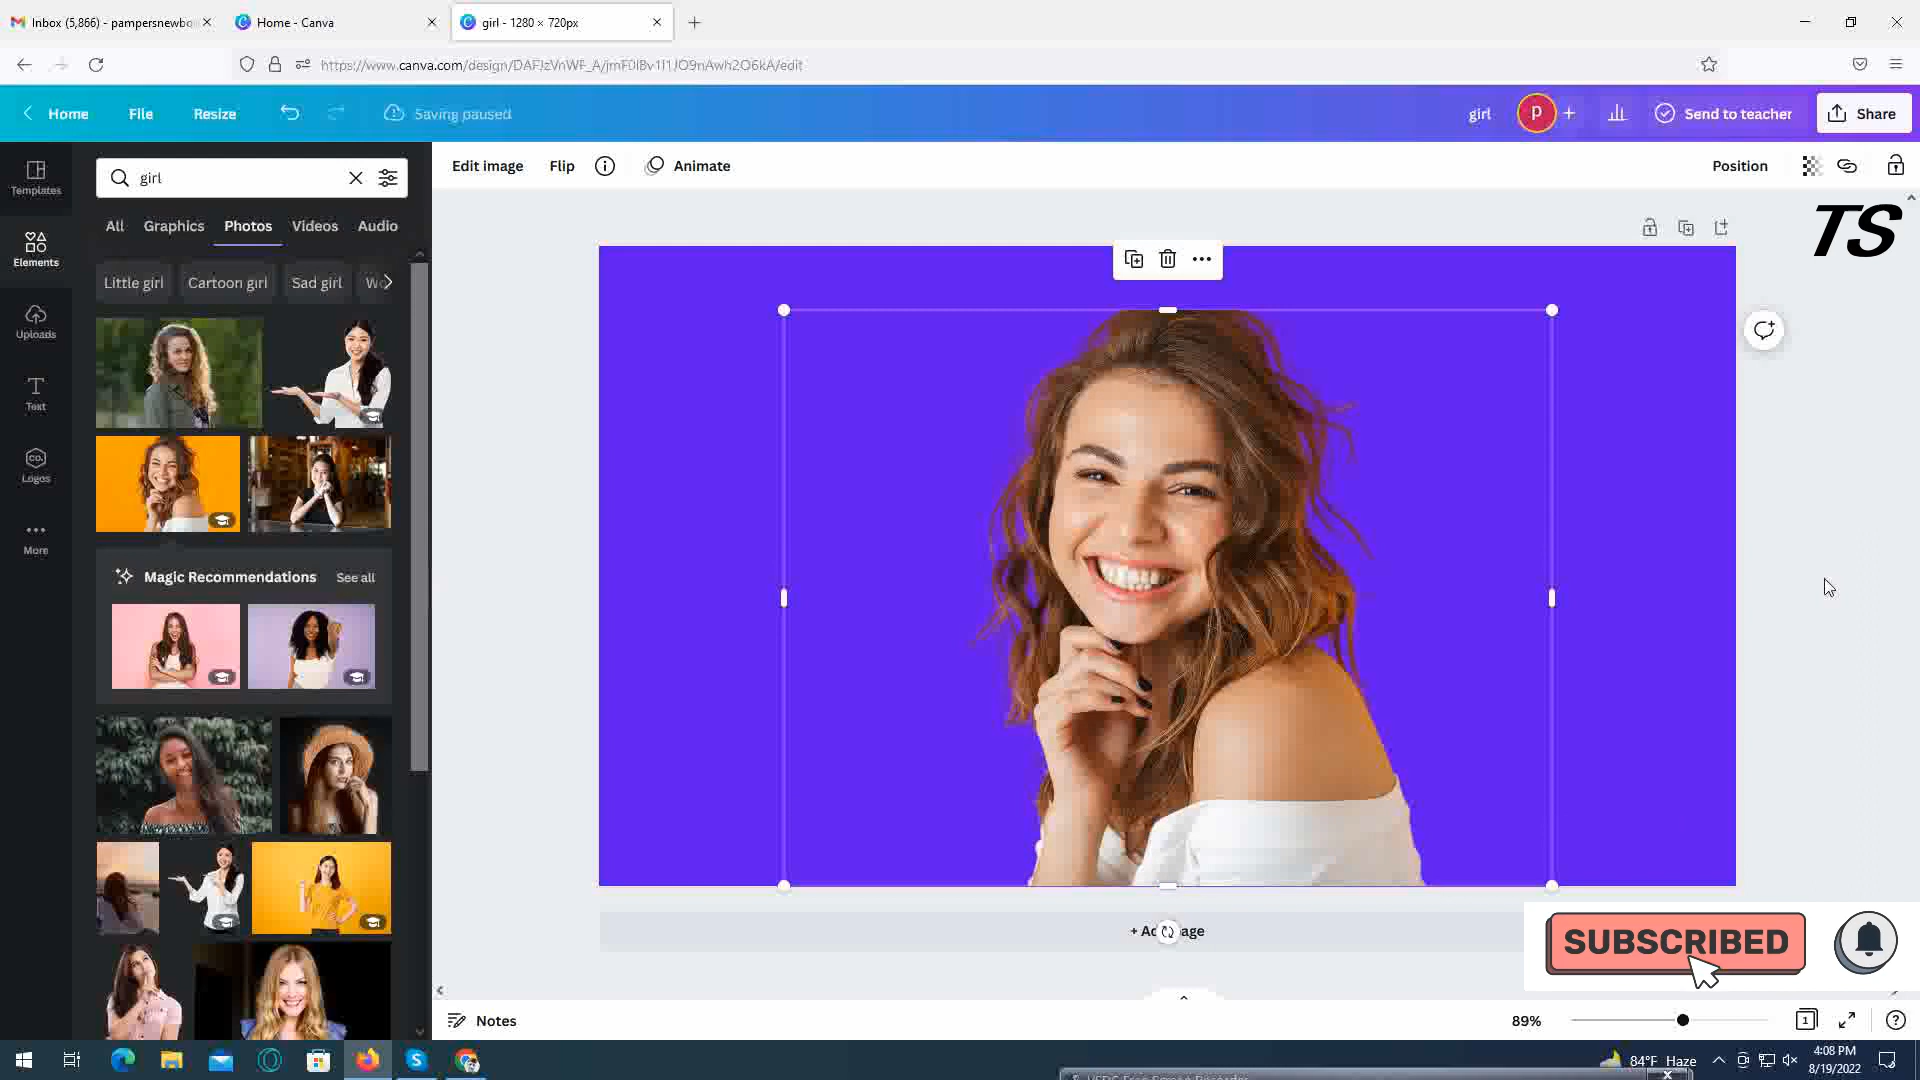 Inbox (5,866) - pampersnewbo
Home - Canva
girl - 1280 × 720px
https://www.canva.com/design/DAFJzVnWF_A/jmF0IBv1I1JO9nAwh2O6kA/edit
Home
File
Resize
Saving paused
girl
P
Send to teacher
Share
Templates
Elements
Uploads
Text
CO.
Logos
More
girl
All
Graphics
Photos
Videos
Audio
Little girl
Cartoon girl
Sad girl
Magic Recommendations
See all
Edit image
Flip
Animate
Position
TS
SUBSCRIBED
Notes
89%
1
84°F Haze
4:08 PM
8/19/2022